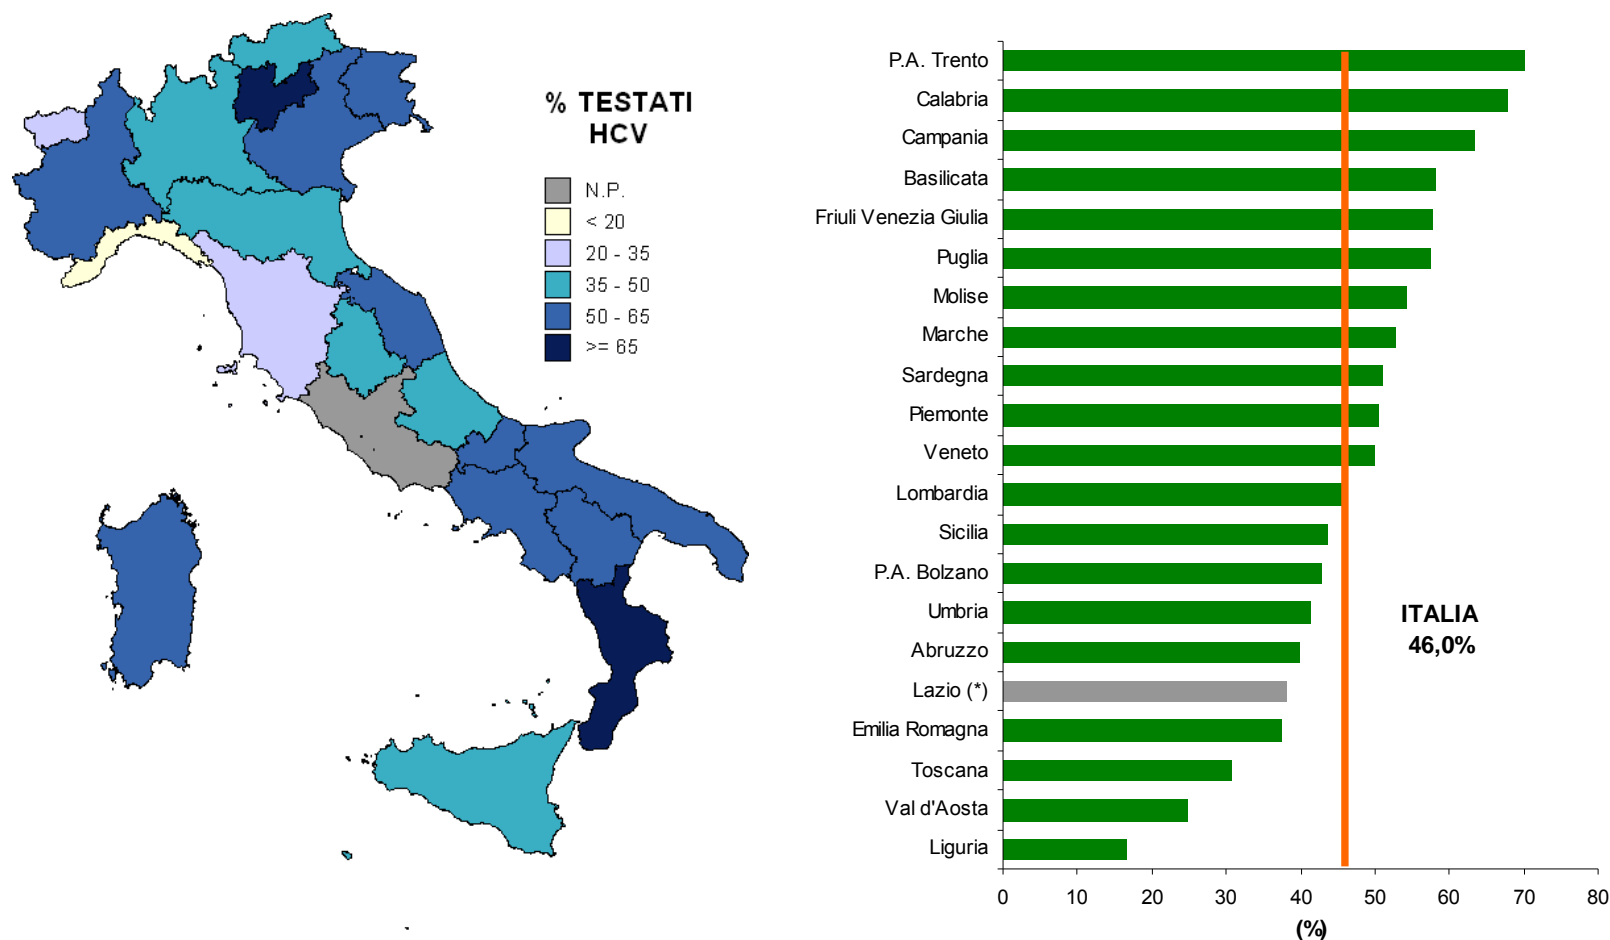 % TESTATI
HCV
N.P.
< 20
20 - 35
35 - 50
50 - 65
>= 65
P.A. Trento
Calabria
Campania
Basilicata
Friuli Venezia Giulia
Puglia
Molise
Marche
Sardegna
Piemonte
Veneto
Lombardia
Sicilia
P.A. Bolzano
Umbria
Abruzzo
Lazio (*)
Emilia Romagna
Toscana
Val d'Aosta
Liguria
ITALIA
46,0%
0 10 20 30 40 50 60 70 80
(%)